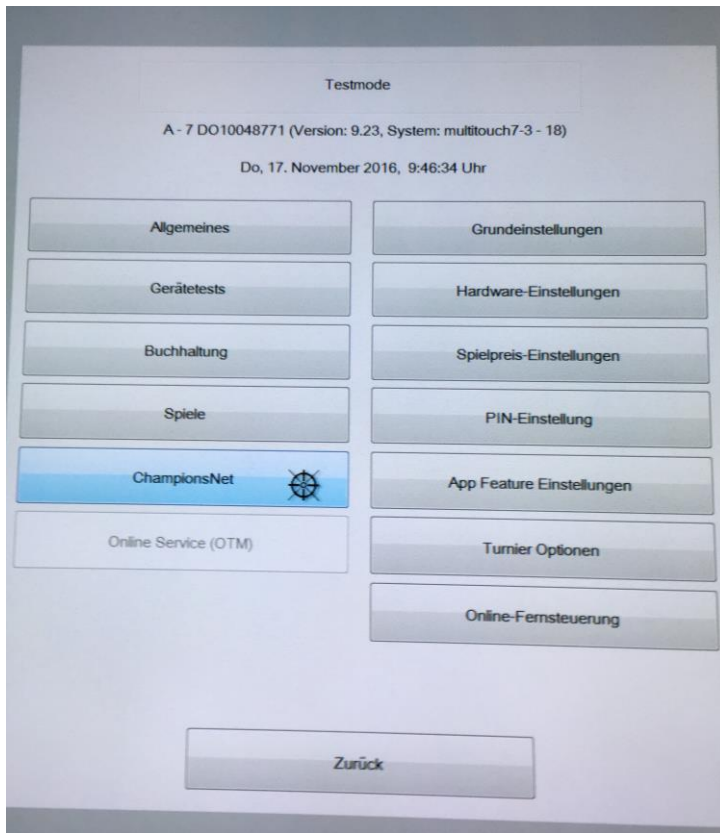 Testmode
A - 7 DO10048771 (Version: 9.23, System: multitouch7-3 - 18)
Do, 17. November 2016, 9:46:34 Uhr
Allgemeines
Grundeinstellungen
Gerätetests
Hardware-Einstellungen
Buchhaltung
Spielpreis-Einstellungen
Spiele
PIN-Einstellung
ChampionsNet
App Feature Einstellungen
Online Service (OTM)
Turnier Optionen
Online-Fernsteuerung
Zurück